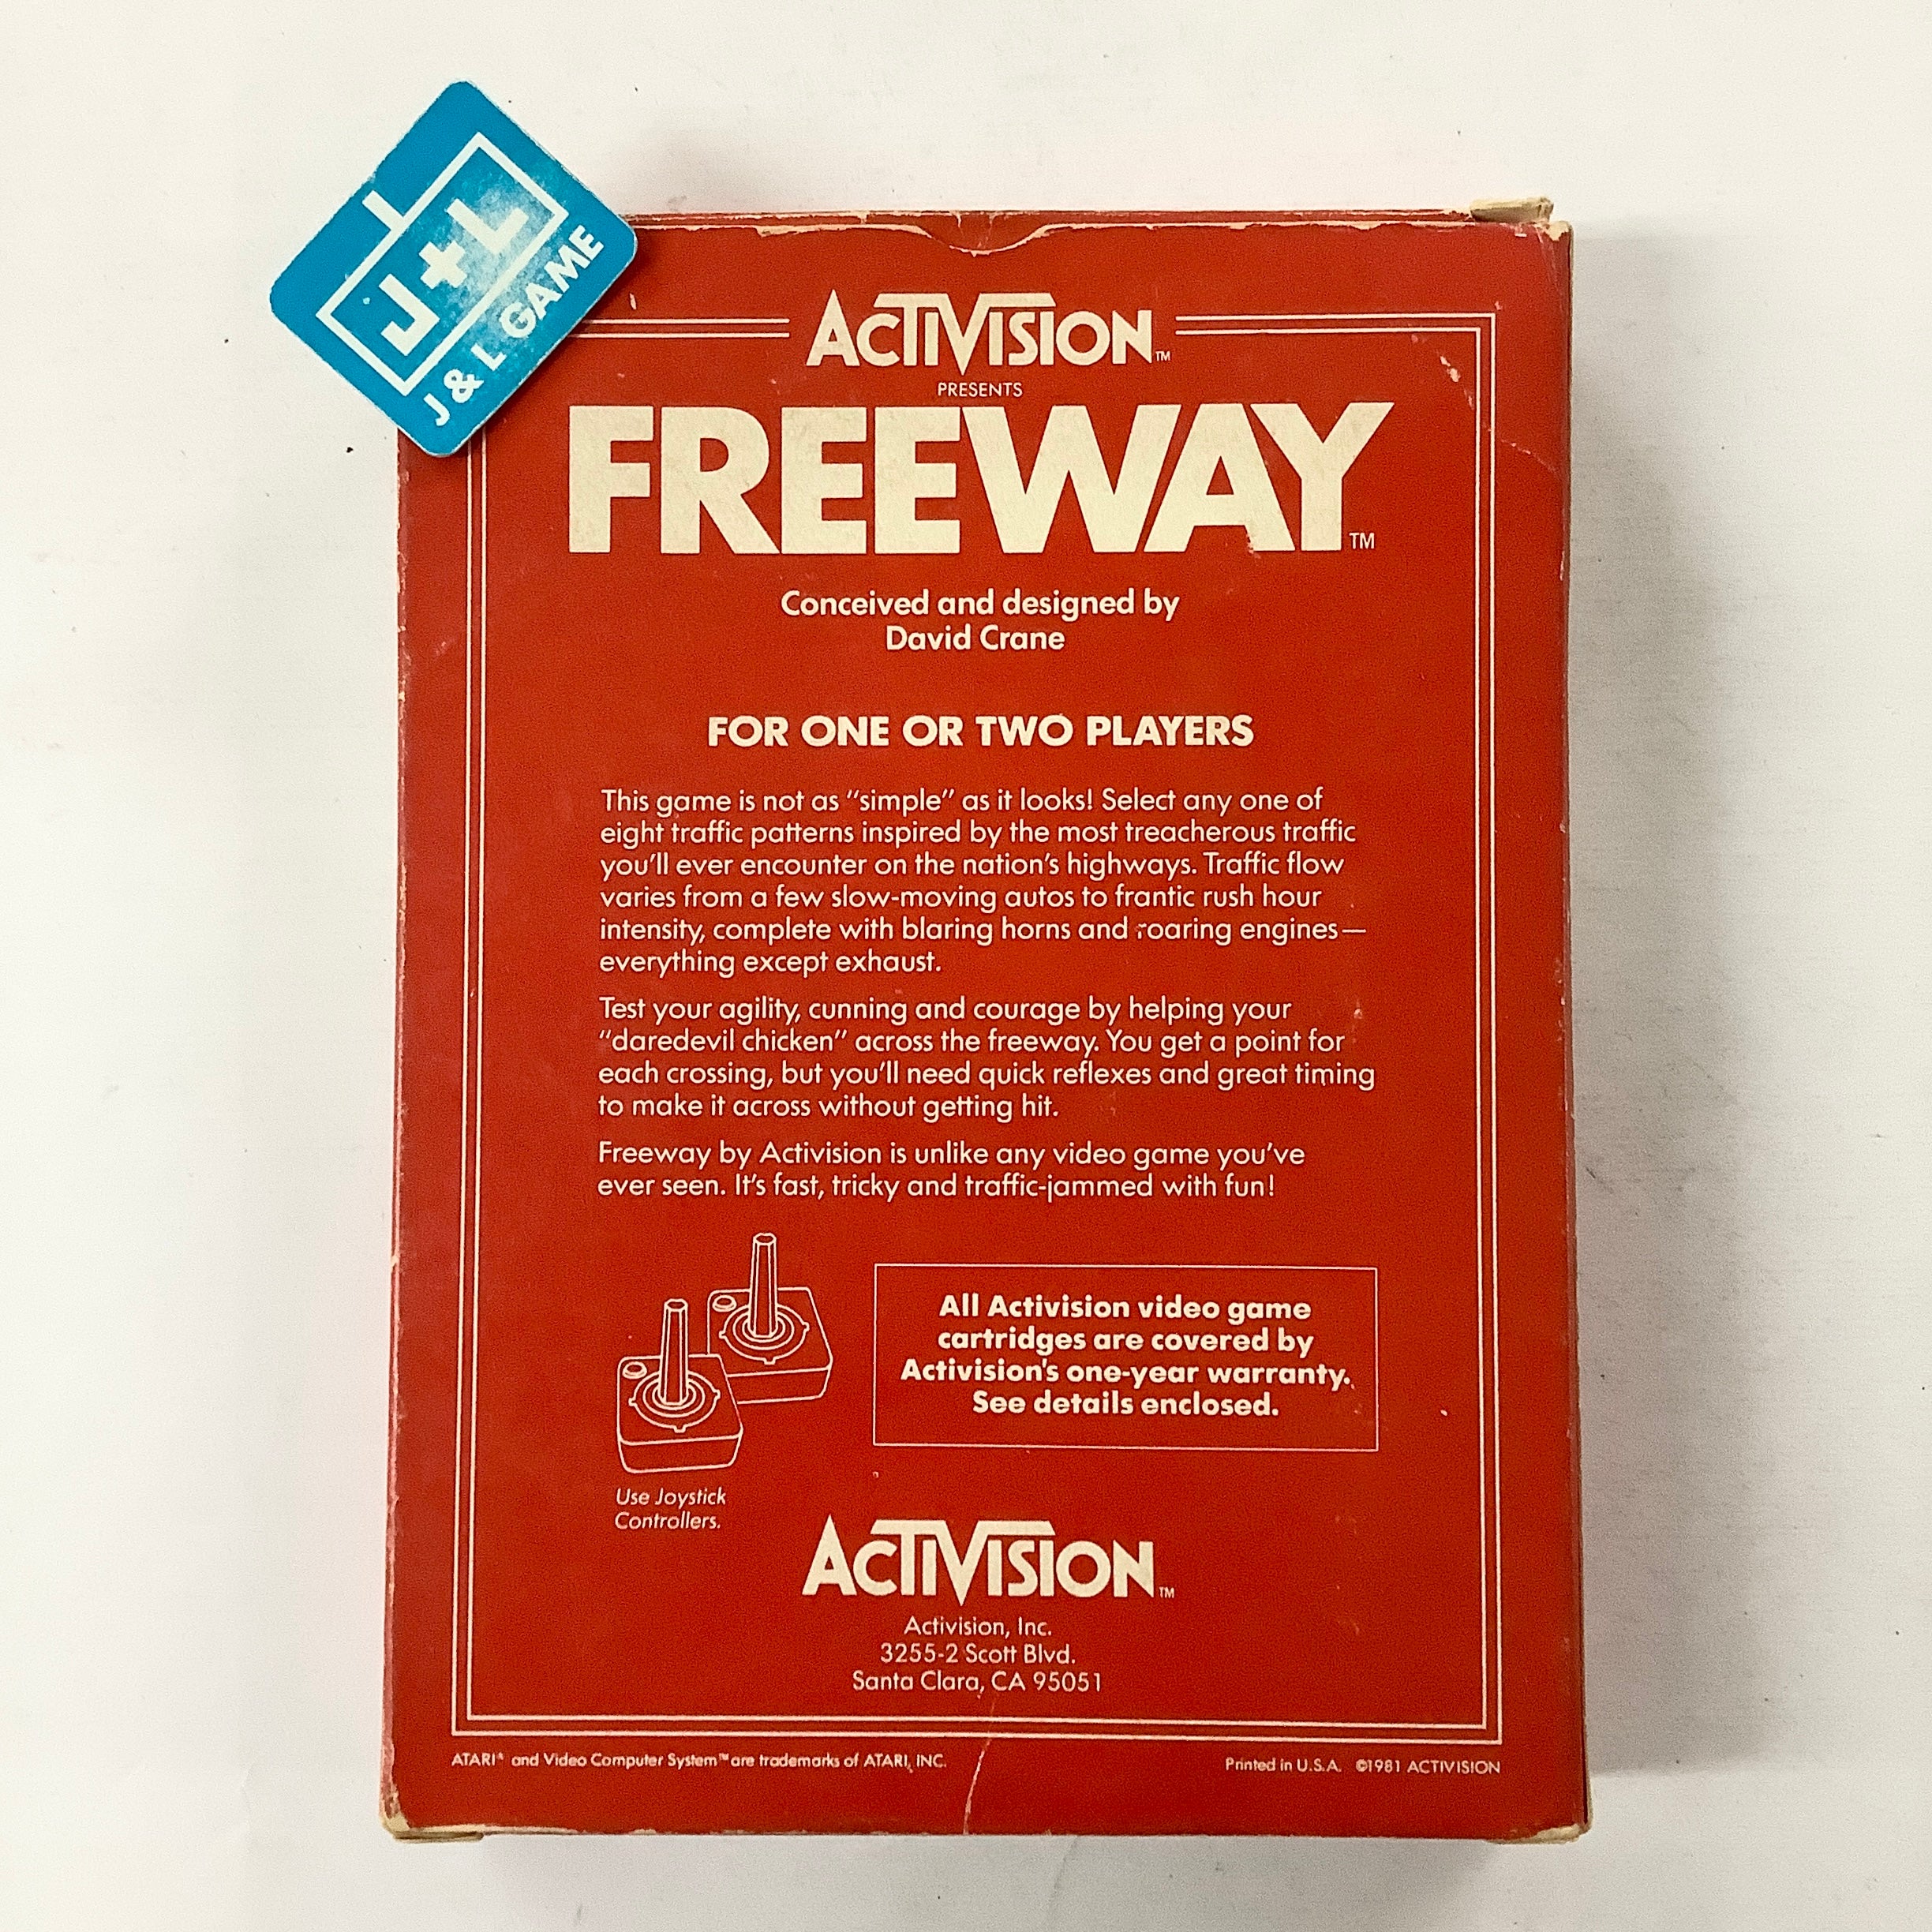 J+L
J & L GAME
ACTIVISION™
PRESENTS
FREEWAY™
Conceived and designed by
David Crane
FOR ONE OR TWO PLAYERS
This game is not as “simple” as it looks! Select any one of
eight traffic patterns inspired by the most treacherous traffic
you’ll ever encounter on the nation’s highways. Traffic flow
varies from a few slow-moving autos to frantic rush hour
intensity, complete with blaring horns and roaring engines—
everything except exhaust.
Test your agility, cunning and courage by helping your
“daredevil chicken” across the freeway. You get a point for
each crossing, but you’ll need quick reflexes and great timing
to make it across without getting hit.
Freeway by Activision is unlike any video game you’ve
ever seen. It’s fast, tricky and traffic-jammed with fun!
All Activision video game
cartridges are covered by
Activision’s one-year warranty.
See details enclosed.
Use Joystick
Controllers.
ACTIVISION™
Activision, Inc.
3255-2 Scott Blvd.
Santa Clara, CA 95051
ATARI® and Video Computer System™ are trademarks of ATARI, INC.
Printed in U.S.A. ©1981 ACTIVISION